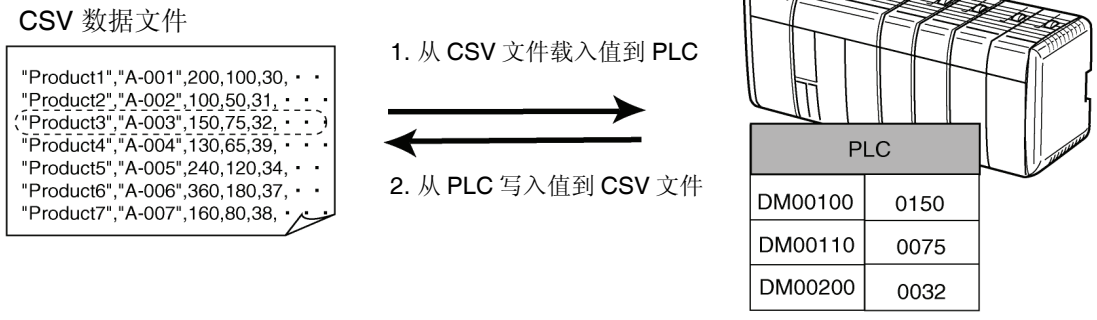 CSV 数据文件
"Product1","A-001",200,100,30, · ·
"Product2","A-002",100,50,31, · · ·
"Product3","A-003",150,75,32, · · ·
"Product4","A-004",130,65,39, · · ·
"Product5","A-005",240,120,34, · ·
"Product6","A-006",360,180,37, · ·
"Product7","A-007",160,80,38, · · ·
1. 从 CSV 文件载入值到 PLC
2. 从 PLC 写入值到 CSV 文件
PLC
DM00100 0150
DM00110 0075
DM00200 0032